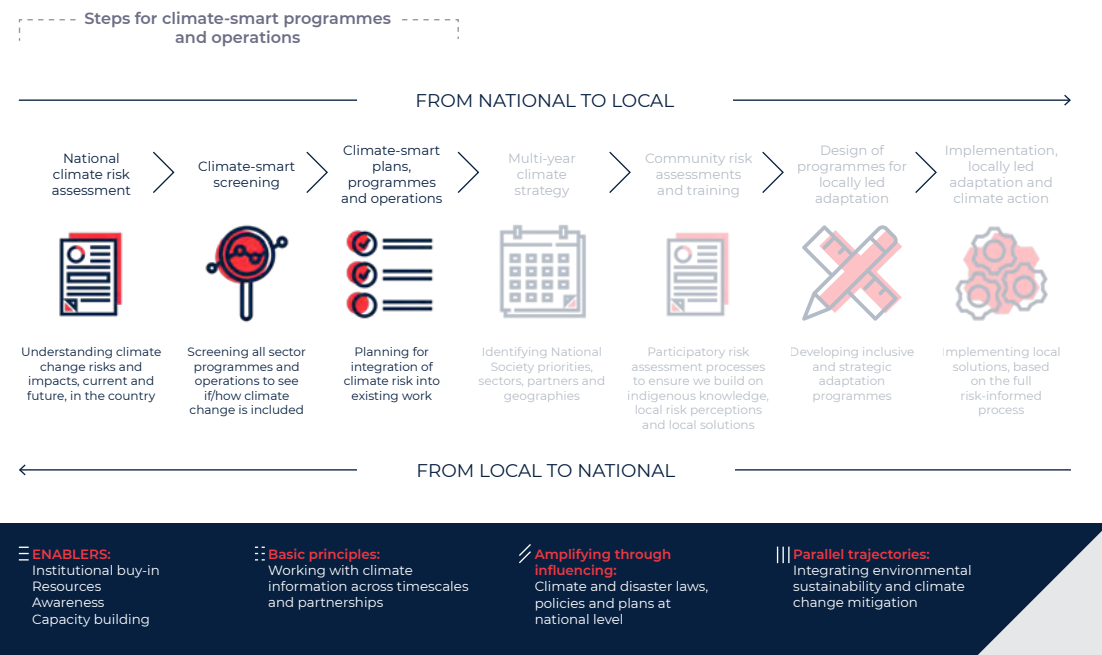 Steps for climate-smart programmes
and operations
FROM NATIONAL TO LOCAL
National
climate risk
assessment
Climate-smart
screening
Climate-smart
plans,
programmes
and operations
Multi-year
climate
strategy
Community risk
assessments
and training
Design of
programmes for
locally led
adaptation
Implementation,
locally led
adaptation and
climate action
Understanding climate
change risks and
impacts, current and
future, in the country
Screening all sector
programmes and
operations to see
if/how climate
change is included
Planning for
integration of
climate risk into
existing work
Identifying National
Society priorities,
sectors, partners and
geographies
Participatory risk
assessment processes
to ensure we build on
indigenous knowledge,
local risk perceptions
and local solutions
Developing inclusive
and strategic
adaptation
programmes
Implementing local
solutions, based
on the full
risk-informed
process
FROM LOCAL TO NATIONAL
ENABLERS:
Institutional buy-in
Resources
Awareness
Capacity building
Basic principles:
Working with climate
information across timescales
and partnerships
Amplifying through
influencing:
Climate and disaster laws,
policies and plans at
national level
Parallel trajectories:
Integrating environmental
sustainability and climate
change mitigation